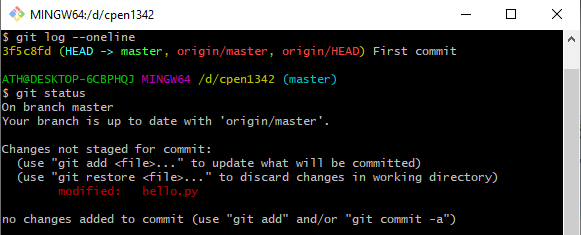 MINGW64:/d/cpen1342
$ git log --oneline
3f5c8fd (HEAD -> master, origin/master, origin/HEAD) First commit
ATH@DESKTOP-6CBPHQJ MINGW64 /d/cpen1342 (master)
$ git status
On branch master
Your branch is up to date with 'origin/master'.
Changes not staged for commit:
  (use "git add <file>..." to update what will be committed)
  (use "git restore <file>..." to discard changes in working directory)
        modified:   hello.py
no changes added to commit (use "git add" and/or "git commit -a")